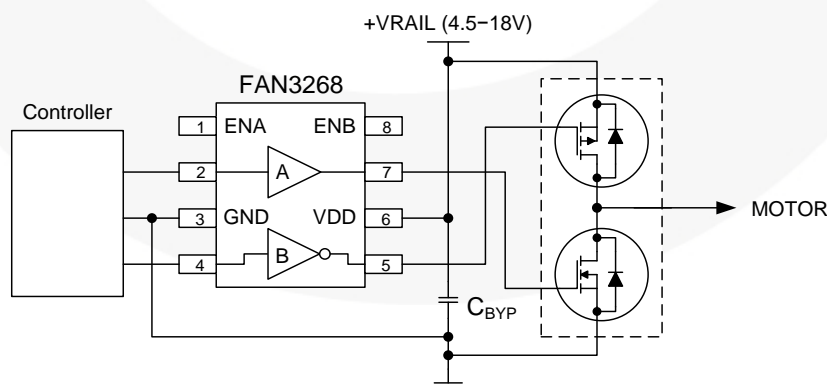 +VRAIL (4.5−18V)
FAN3268
Controller
1 ENA ENB 8
2 A 7
3 GND VDD 6
4 B 5
MOTOR
CBYP